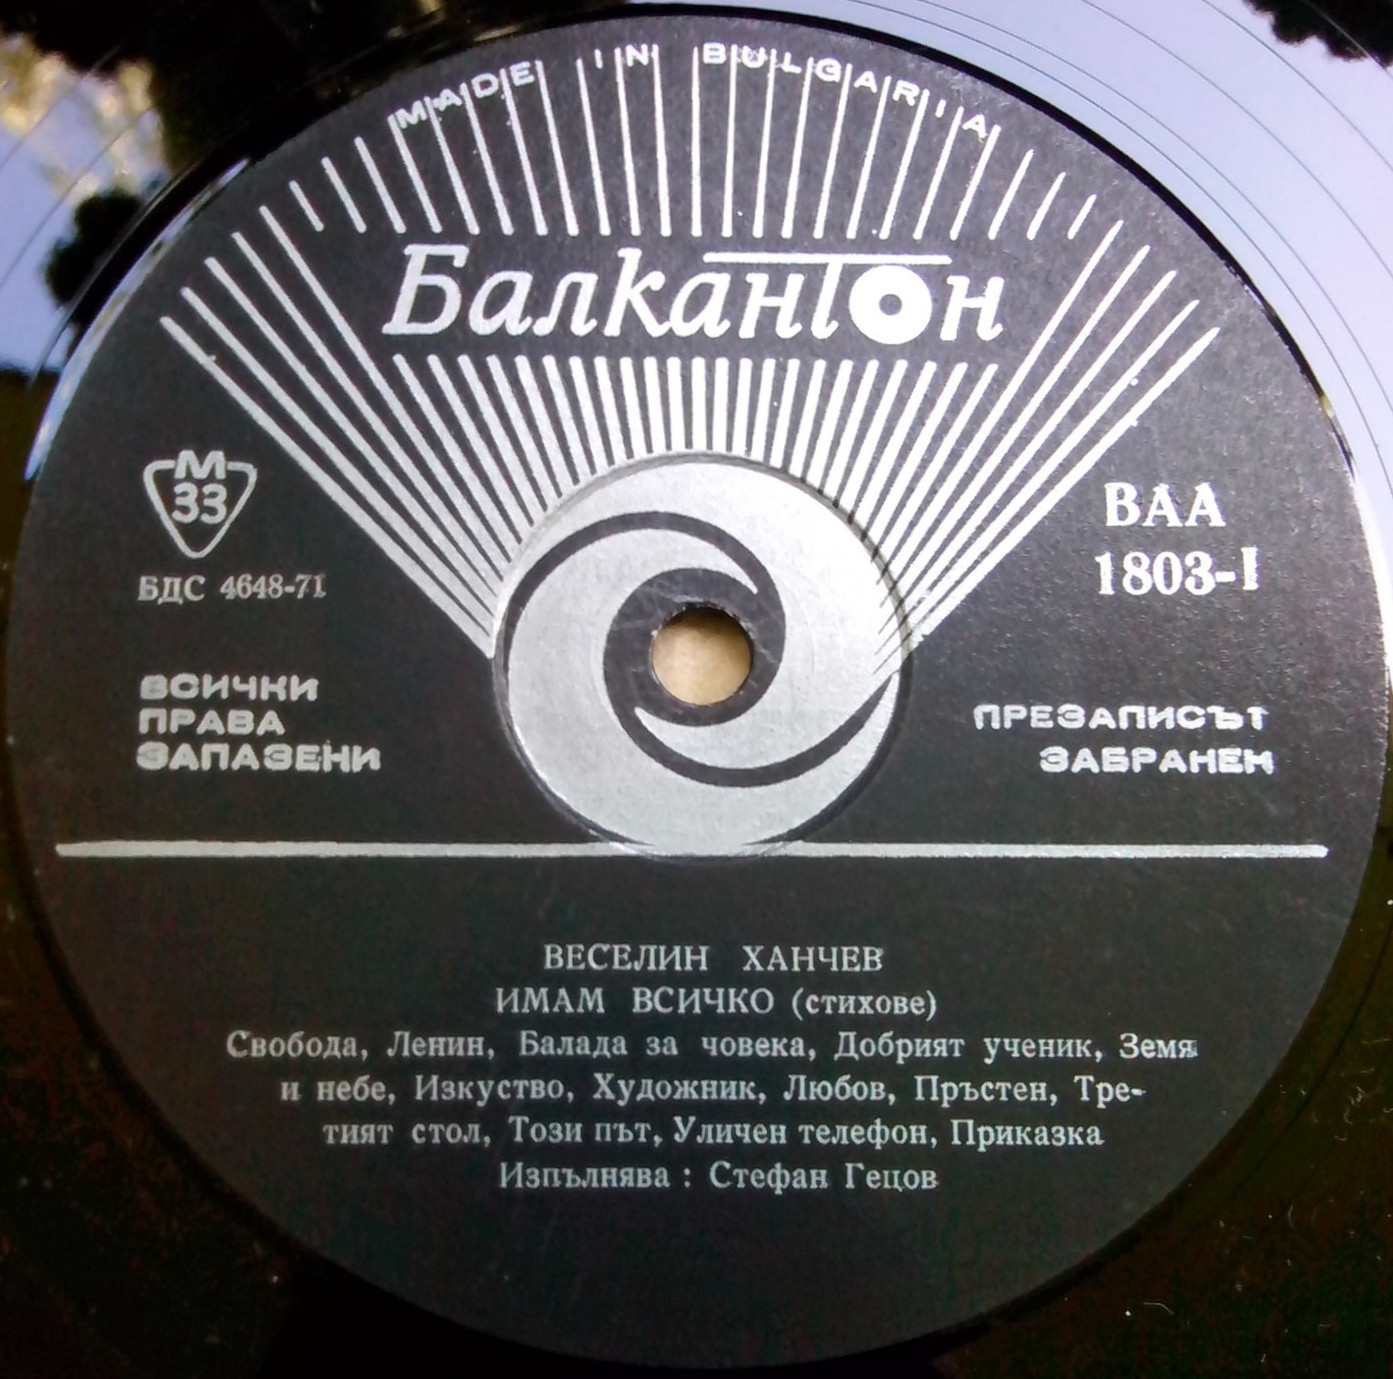 MADE IN BULGARIA
Балкантон
М
33
БДС 4648-71
ВАА
1803-I
ВСИЧКИ
ПРАВА
ЗАПАЗЕНИ
ПРЕЗАПИСЪТ
ЗАБРАНЕН
ВЕСЕЛИН ХАНЧЕВ
ИМАМ ВСИЧКО (стихове)
Свобода, Ленин, Балада за човека, Добрият ученик, Земя
и небе, Изкуство, Художник, Любов, Пръстен, Тре-
тият стол, Този път, Уличен телефон, Приказка
Изпълнява : Стефан Гецов